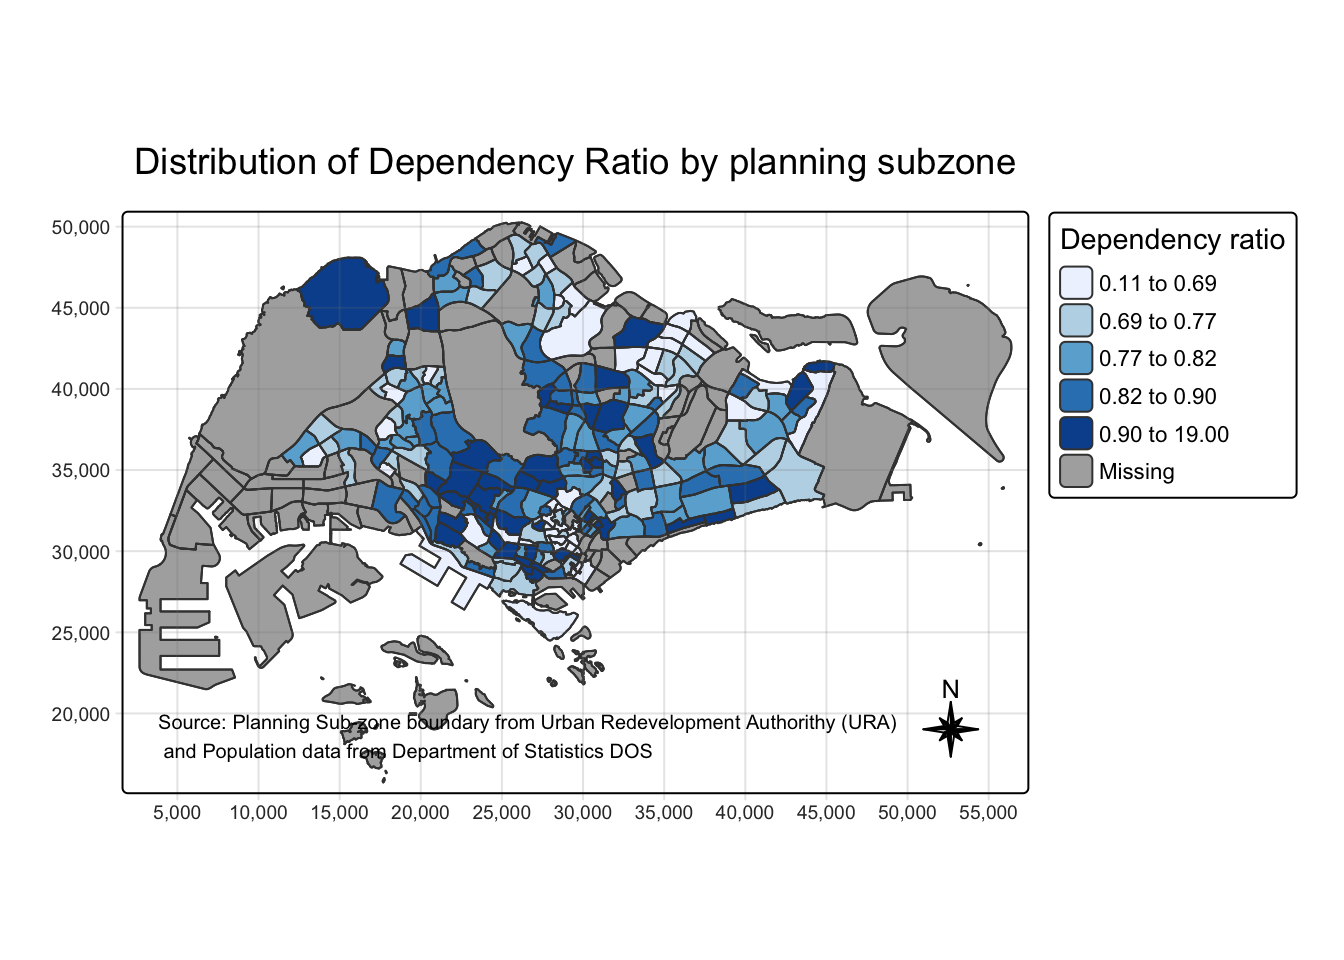 Distribution of Dependency Ratio by planning subzone
50,000
45,000
40,000
35,000
30,000
25,000
20,000
5,000 10,000 15,000 20,000 25,000 30,000 35,000 40,000 45,000 50,000 55,000
Dependency ratio
0.11 to 0.69
0.69 to 0.77
0.77 to 0.82
0.82 to 0.90
0.90 to 19.00
Missing
N
Source: Planning Sub-zone boundary from Urban Redevelopment Authorithy (URA)
and Population data from Department of Statistics DOS